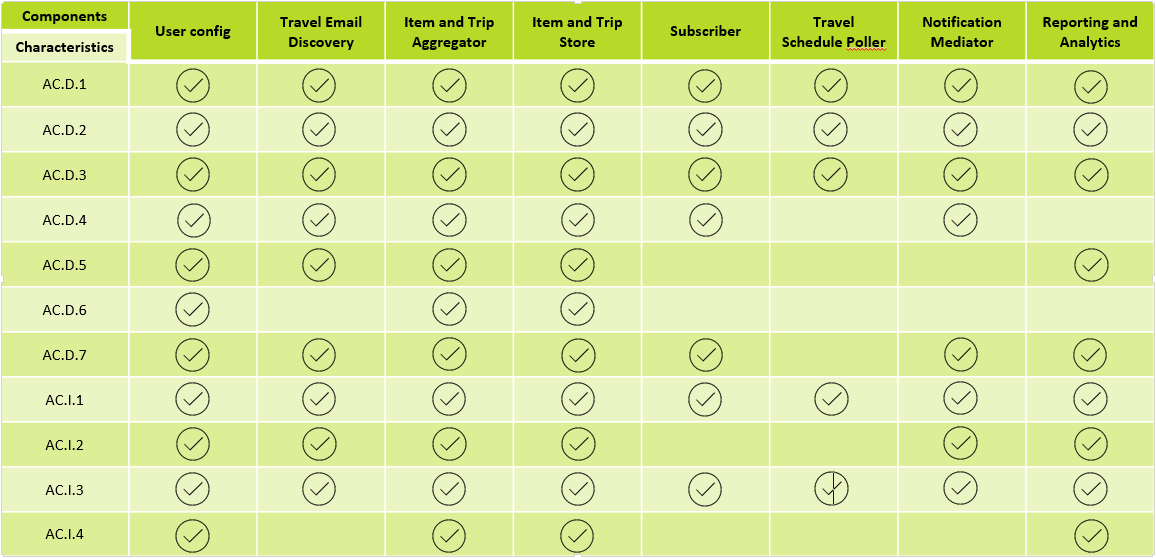 Components
Characteristics
User config
Travel Email
Discovery
Item and Trip
Aggregator
Item and Trip
Store
Subscriber
Travel
Schedule Poller
Notification
Mediator
Reporting and
Analytics
AC.D.1
AC.D.2
AC.D.3
AC.D.4
AC.D.5
AC.D.6
AC.D.7
AC.I.1
AC.I.2
AC.I.3
AC.I.4